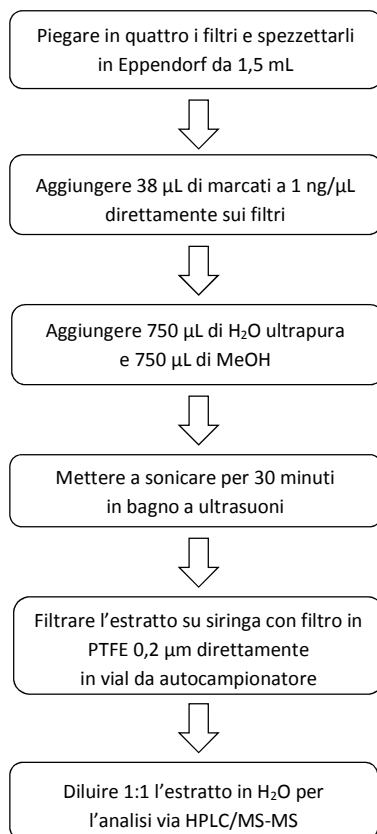 Piegare in quattro i filtri e spezzettarli
in Eppendorf da 1,5 mL
Aggiungere 38 µL di marcati a 1 ng/µL
direttamente sui filtri
Aggiungere 750 µL di H₂O ultrapura
e 750 µL di MeOH
Mettere a sonicare per 30 minuti
in bagno a ultrasuoni
Filtrare l’estratto su siringa con filtro in
PTFE 0,2 µm direttamente
in vial da autocampionatore
Diluire 1:1 l’estratto in H₂O per
l’analisi via HPLC/MS-MS